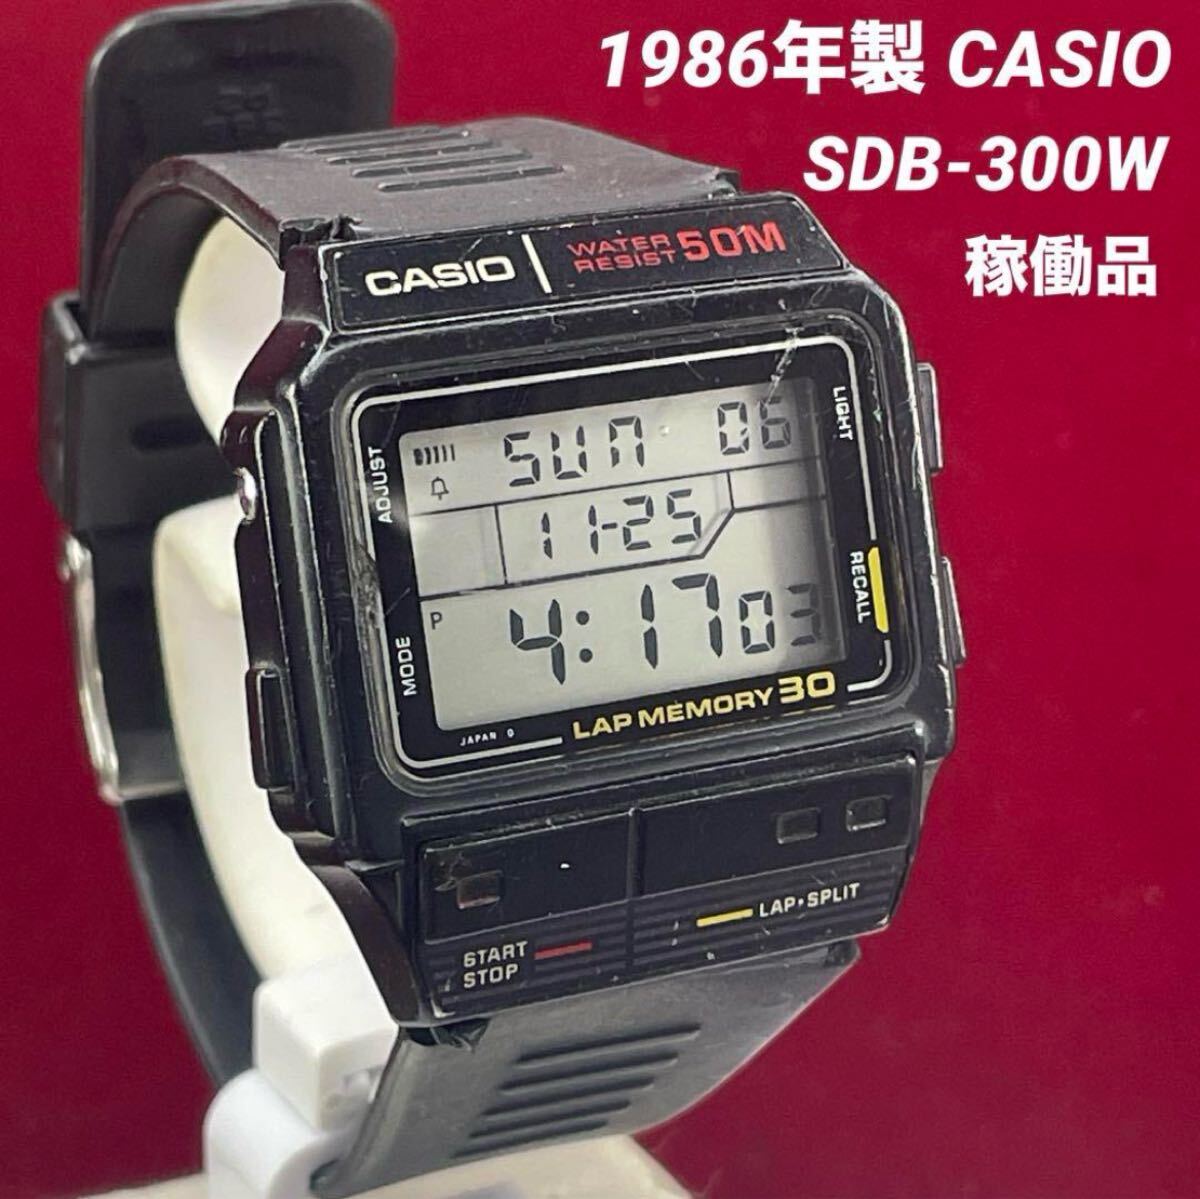 1986年製 CASIO
SDB-300W
稼働品
CASIO
WATER
RESIST 50M
ADJUST
LIGHT
SUN 06
11-25
P
4:17 03
MODE
RECALL
LAP MEMORY 30
JAPAN G
START
STOP
LAP•SPLIT